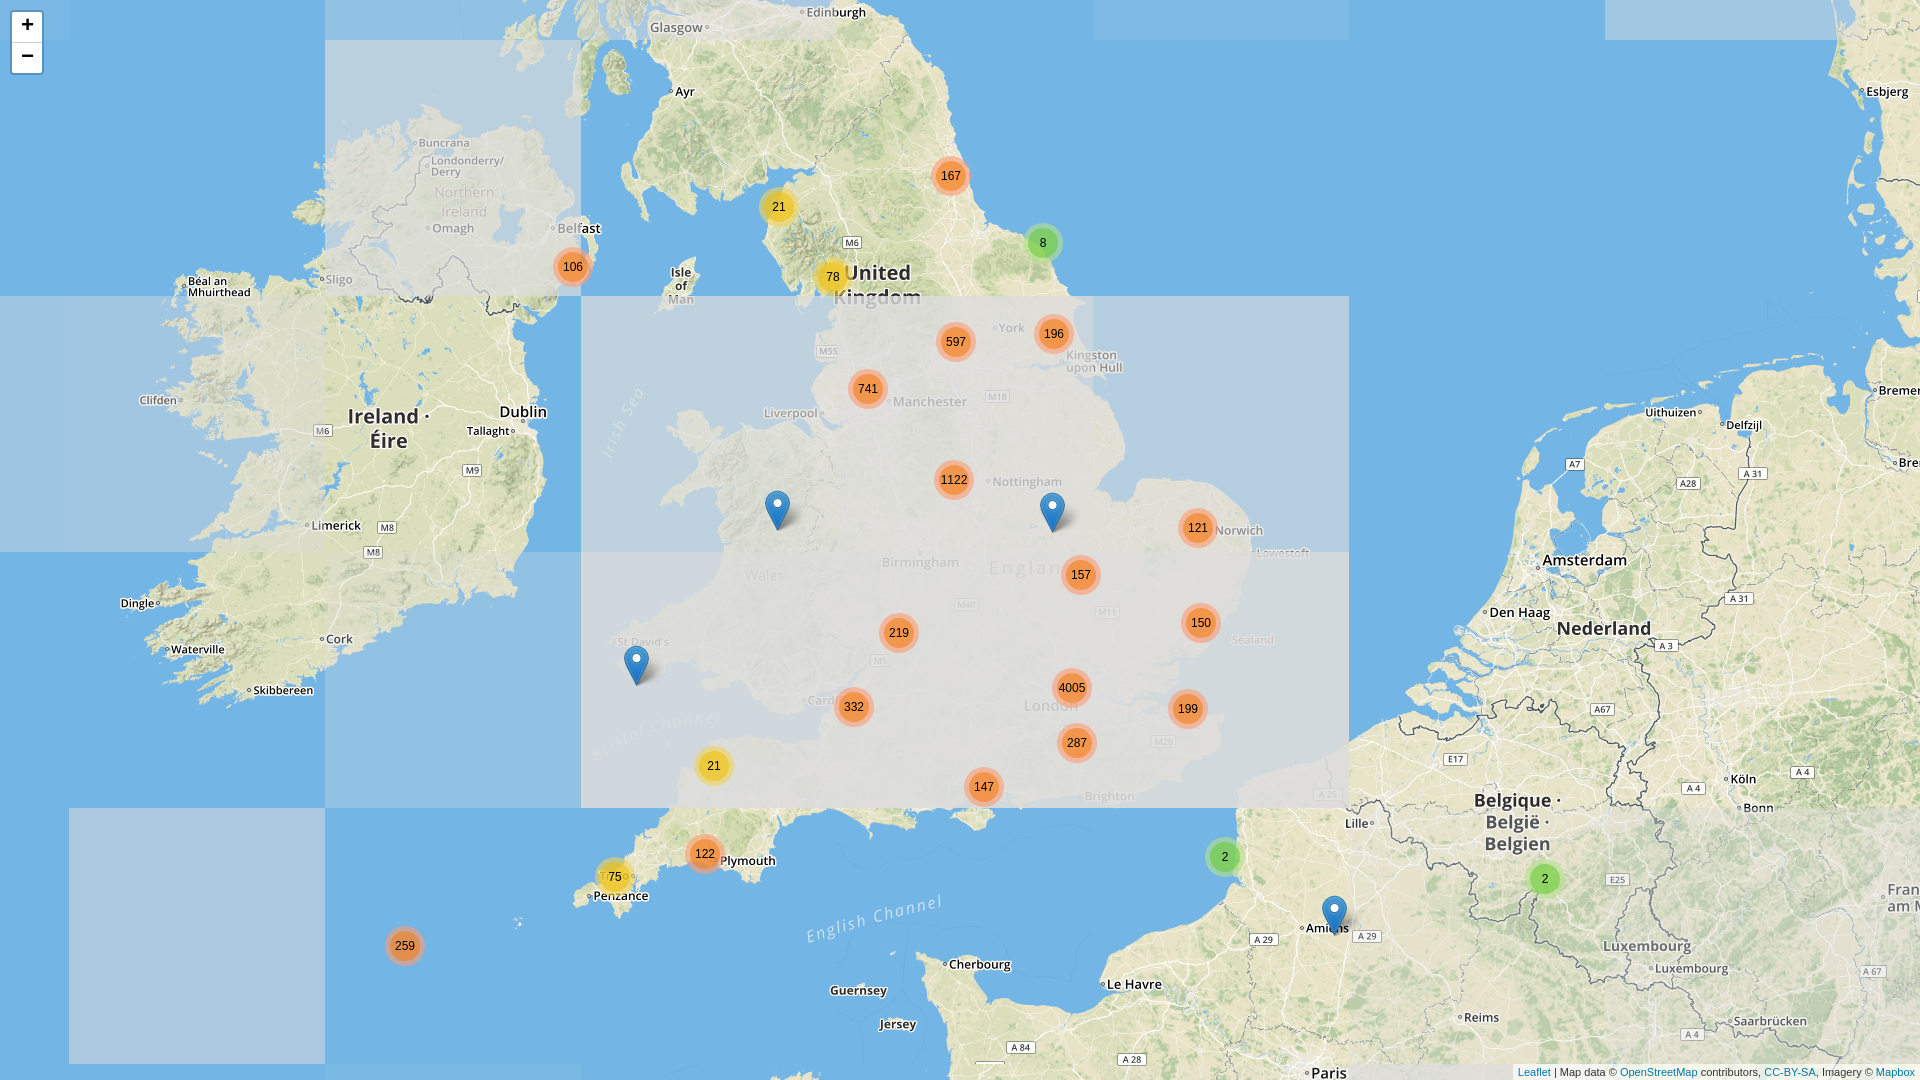 +
−
Edinburgh
Glasgow
Ayr
Esbjerg
Buncrana
Londonderry/
Derry
167
Northern
Ireland
21
Omagh
Belfast
M6
8
106
Isle
of
Man
78
United
Kingdom
Sligo
Béal an
Mhuirthead
York
196
597
M55
Kingston
upon Hull
741
Manchester
M18
Liverpool
Clifden
Irish Sea
Ireland ·
Éire
Dublin
Tallaght
M6
M9
Uithuizen
Delfzijl
Bremer
Bre
A7
A 31
A28
1122
Nottingham
121
Norwich
Limerick
M8
M8
Lowestoft
Birmingham
Englan
157
Wales
Amsterdam
M40
M11
A 31
Dingle
Den Haag
Nederland
150
219
Cork
St David's
Sealand
A 3
Waterville
M5
Skibbereen
4005
London
199
Cardi
332
A67
Bristol Channel
287
M20
E17
21
Köln
A 4
A 4
147
Brighton
A 25
Bonn
Belgique ·
België ·
Belgien
Lille
122
Plymouth
2
75
Penzance
2
E25
Fran
am M
English Channel
Amiens
A 29
A 29
259
Luxembourg
Luxembourg
A 67
Cherbourg
Le Havre
Guernsey
Jersey
Reims
Saarbrücken
A 4
A 84
A 28
Paris
Leaflet | Map data © OpenStreetMap contributors, CC-BY-SA, Imagery © Mapbox